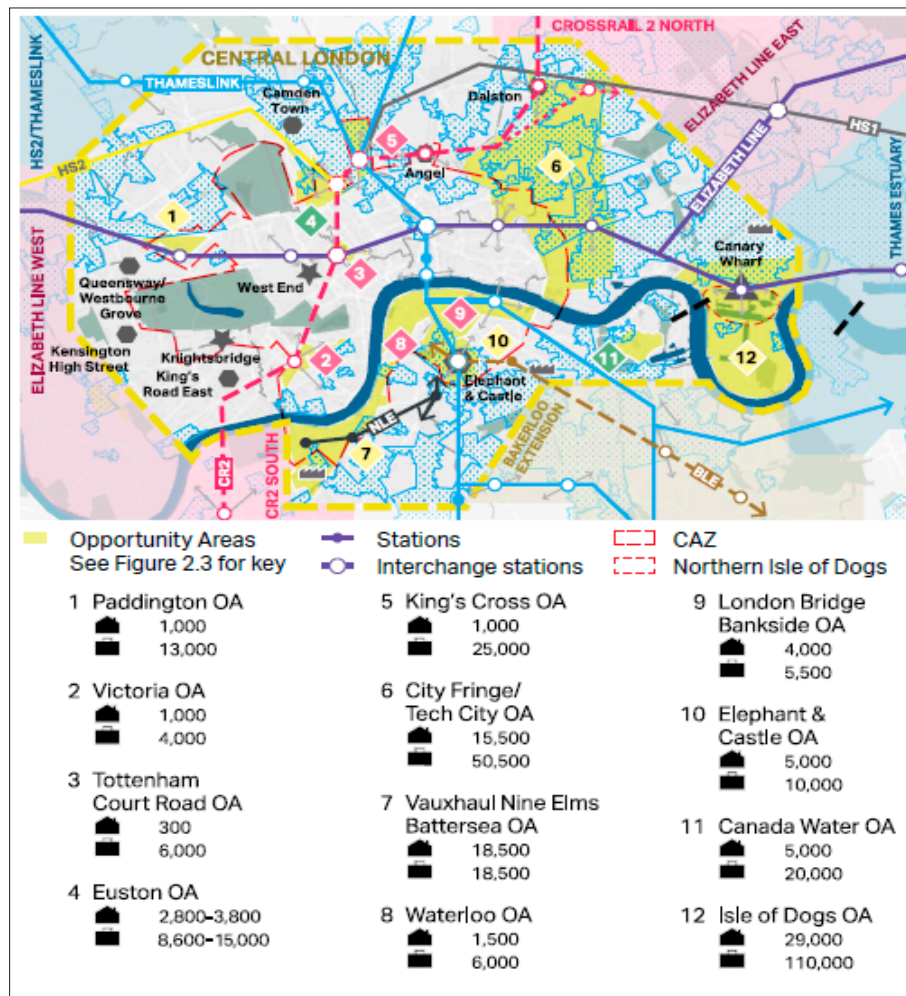 CROSSRAIL 2 NORTH
CENTRAL LONDON
HS2/THAMESLINK
THAMESLINK
Camden
Town
Dalston
ELIZABETH LINE EAST
HS2
5
Angel
6
HS1
ELIZABETH LINE
THAMES ESTUARY
1
4
ELIZABETH LINE WEST
Queensway/
Westbourne
Grove
West End
3
Canary
Wharf
Kensington
High Street
Knightsbridge
King's
Road East
2
8
9
10
11
12
Elephant
& Castle
NLE
7
CR2
CR2 SOUTH
BAKERLOO
EXTENSION
BLE
Opportunity Areas
See Figure 2.3 for key
Stations
Interchange stations
CAZ
Northern Isle of Dogs
1 Paddington OA
1,000
13,000
2 Victoria OA
1,000
4,000
3 Tottenham
Court Road OA
300
6,000
4 Euston OA
2,800–3,800
8,600–15,000
5 King's Cross OA
1,000
25,000
6 City Fringe/
Tech City OA
15,500
50,500
7 Vauxhaul Nine Elms
Battersea OA
18,500
18,500
8 Waterloo OA
1,500
6,000
9 London Bridge
Bankside OA
4,000
5,500
10 Elephant &
Castle OA
5,000
10,000
11 Canada Water OA
5,000
20,000
12 Isle of Dogs OA
29,000
110,000